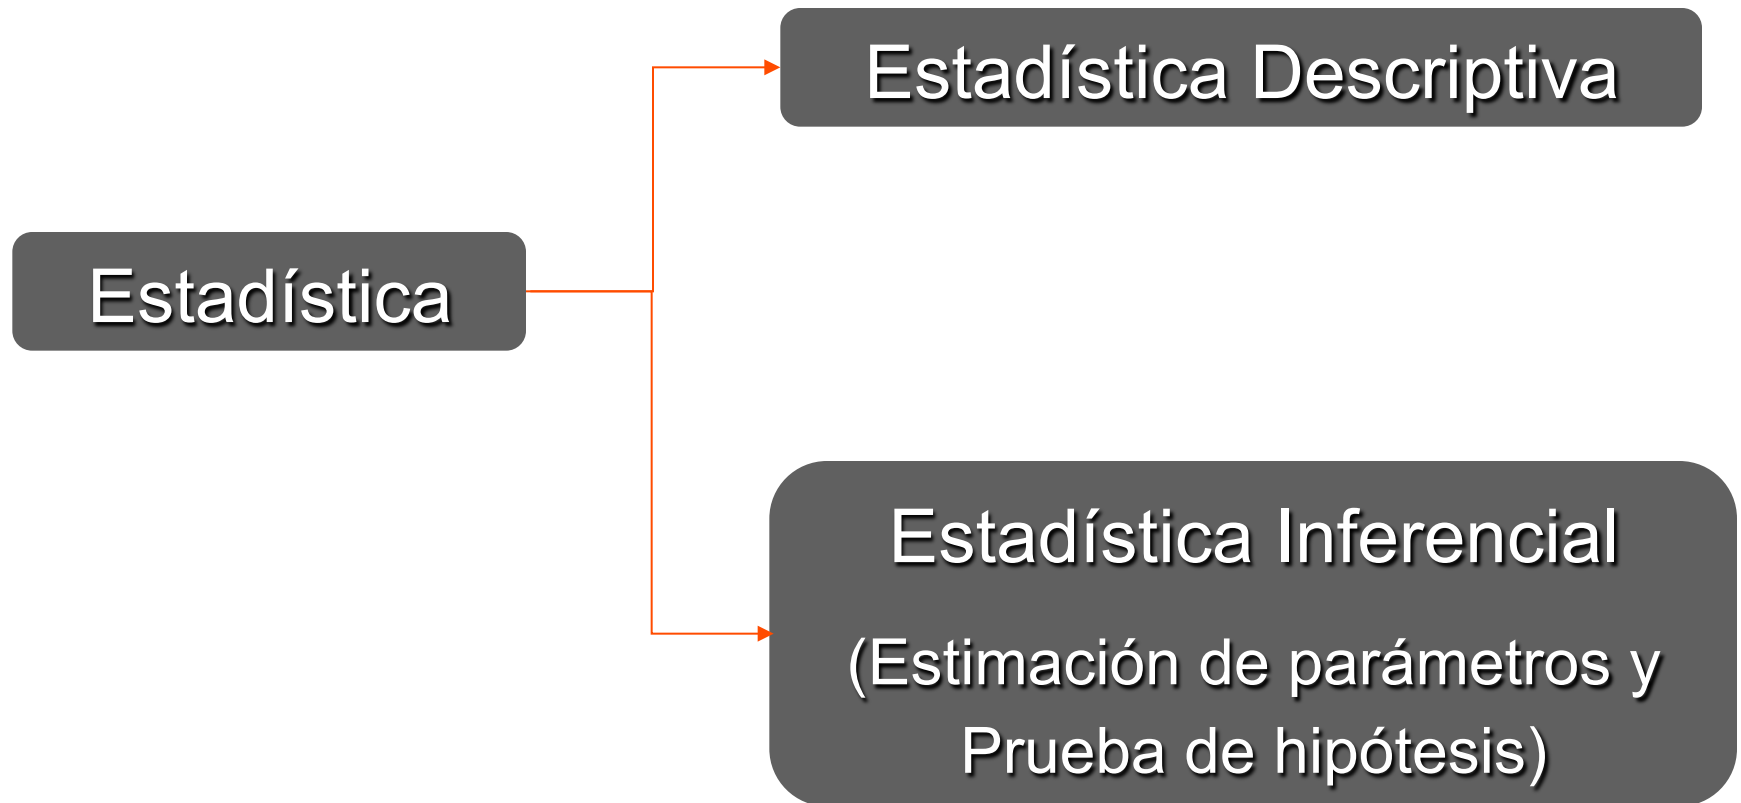 Estadística Descriptiva
Estadística
Estadística Inferencial
(Estimación de parámetros y
Prueba de hipótesis)